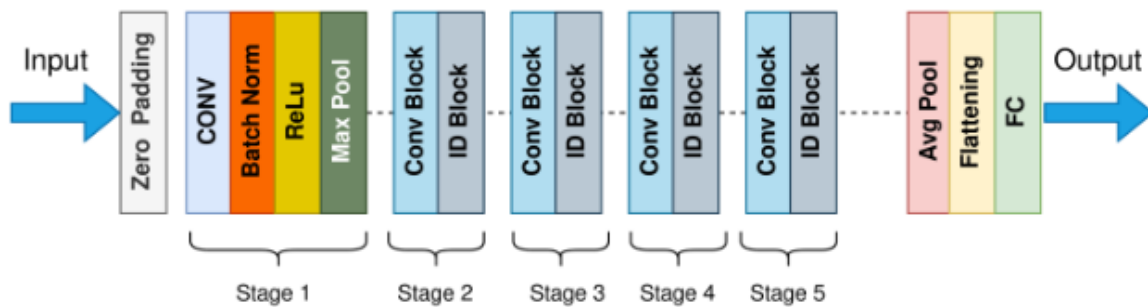 Input
Zero Padding
CONV
Batch Norm
ReLu
Max Pool
Conv Block
ID Block
Conv Block
ID Block
Conv Block
ID Block
Conv Block
ID Block
Avg Pool
Flattening
FC
Output
Stage 1
Stage 2
Stage 3
Stage 4
Stage 5